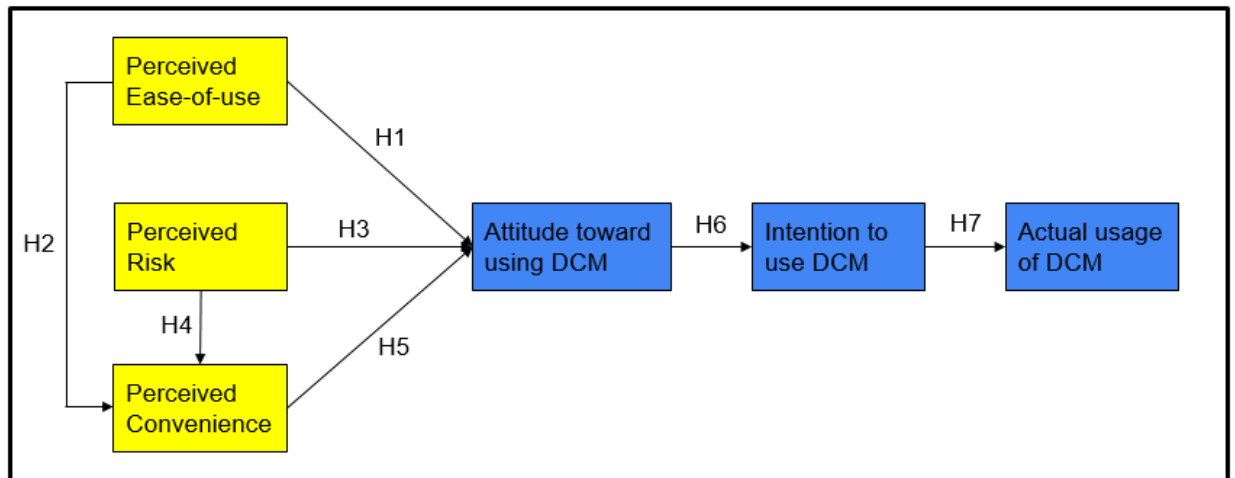 Perceived
Ease-of-use
H1
H2
Perceived
Risk
H3
Attitude toward
using DCM
H6
Intention to
use DCM
H7
Actual usage
of DCM
H4
H5
Perceived
Convenience